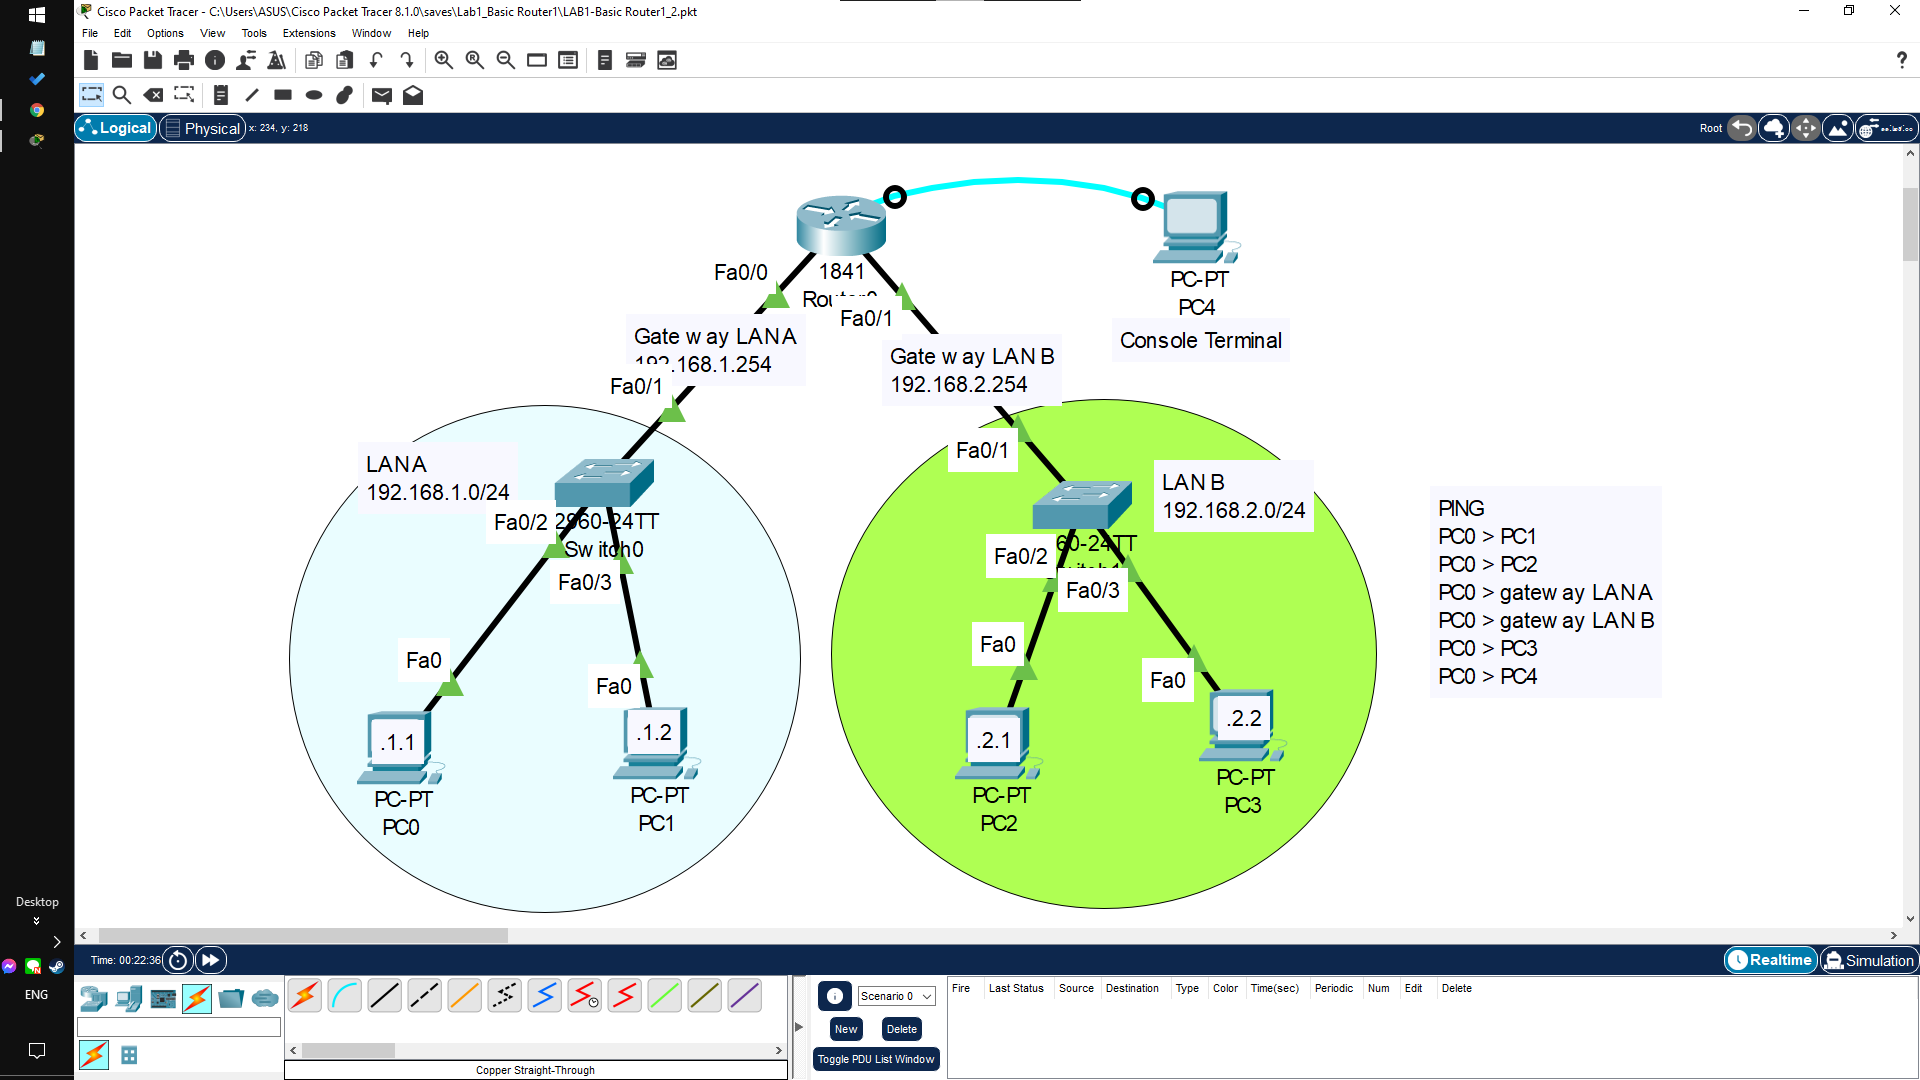 Cisco Packet Tracer - C:\Users\ASUS\Cisco Packet Tracer 8.1.0\saves\Lab1_Basic Router1\LAB1-Basic Router1_2.pkt
File Edit Options View Tools Extensions Window Help
Logical Physical x: 234, y: 218 Root
Fa0/0
1841
Fa0/1
PC-PT
PC4
Console Terminal
Gate w ay LAN A
192.168.1.254
Fa0/1
Gate w ay LAN B
192.168.2.254
LAN A
192.168.1.0/24
Fa0/2
2960-24TT
Sw itch0
Fa0/3
Fa0/1
LAN B
192.168.2.0/24
Fa0/2
60-24TT
Fa0/3
PING
PC0 > PC1
PC0 > PC2
PC0 > gatew ay LAN A
PC0 > gatew ay LAN B
PC0 > PC3
PC0 > PC4
Fa0
Fa0
Fa0
Fa0
.1.1
PC-PT
PC0
.1.2
PC-PT
PC1
.2.1
PC-PT
PC2
.2.2
PC-PT
PC3
Desktop
ENG
Time: 00:22:36
Realtime Simulation
Scenario 0
New Delete
Toggle PDU List Window
Fire Last Status Source Destination Type Color Time(sec) Periodic Num Edit Delete
Copper Straight-Through